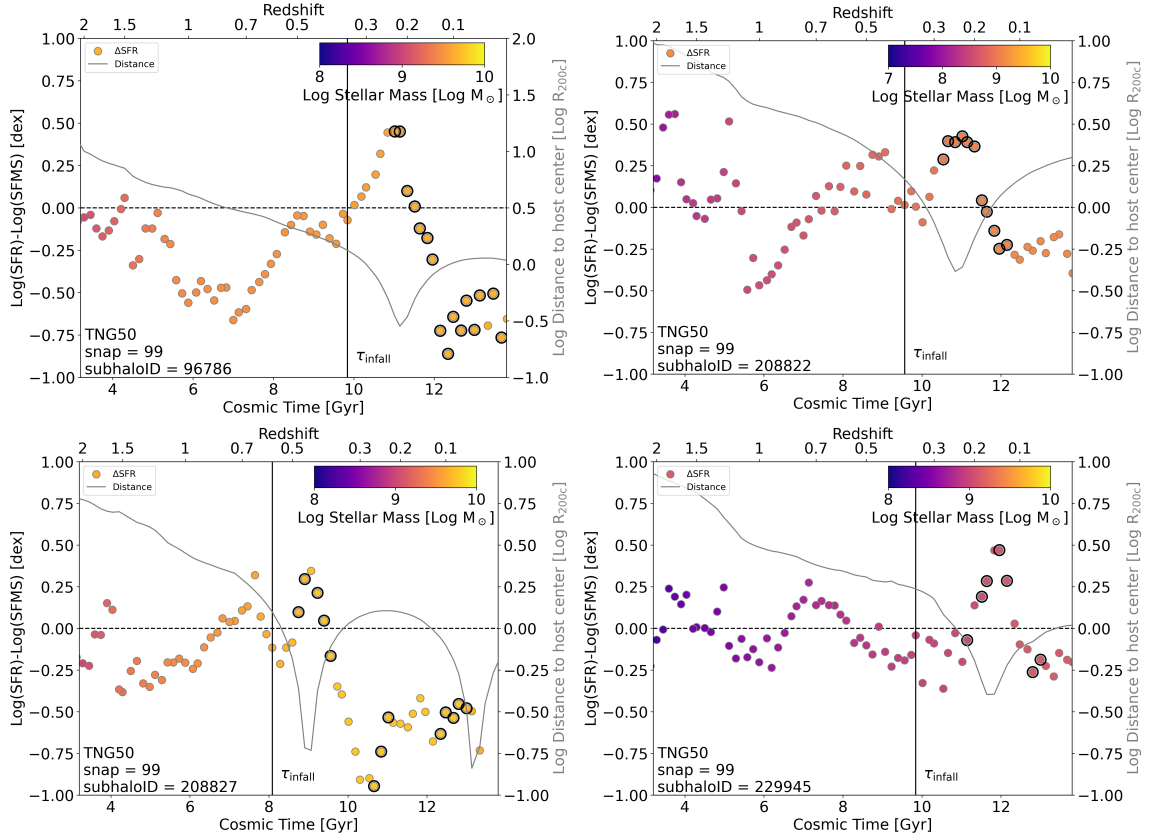 Redshift
2 1.5 1 0.7 0.5 0.3 0.2 0.1
Log(SFR)-Log(SFMS) [dex]
1.00
0.75
0.50
0.25
0.00
−0.25
−0.50
−0.75
−1.00
ΔSFR
Distance
8 9 10
Log Stellar Mass [Log M⊙]
2.0
1.5
1.0
0.5
0.0
−0.5
−1.0
Log Distance to host center [Log R200c]
TNG50
snap = 99
subhaloID = 96786
τinfall
4 6 8 10 12
Cosmic Time [Gyr]
Redshift
2 1.5 1 0.7 0.5 0.3 0.2 0.1
Log(SFR)-Log(SFMS) [dex]
1.00
0.75
0.50
0.25
0.00
−0.25
−0.50
−0.75
−1.00
ΔSFR
Distance
7 8 9 10
Log Stellar Mass [Log M⊙]
1.00
0.75
0.50
0.25
0.00
−0.25
−0.50
−0.75
−1.00
Log Distance to host center [Log R200c]
TNG50
snap = 99
subhaloID = 208822
τinfall
4 6 8 10 12
Cosmic Time [Gyr]
Redshift
2 1.5 1 0.7 0.5 0.3 0.2 0.1
Log(SFR)-Log(SFMS) [dex]
1.00
0.75
0.50
0.25
0.00
−0.25
−0.50
−0.75
−1.00
ΔSFR
Distance
8 9 10
Log Stellar Mass [Log M⊙]
1.00
0.75
0.50
0.25
0.00
−0.25
−0.50
−0.75
−1.00
Log Distance to host center [Log R200c]
TNG50
snap = 99
subhaloID = 208827
τinfall
4 6 8 10 12
Cosmic Time [Gyr]
Redshift
2 1.5 1 0.7 0.5 0.3 0.2 0.1
Log(SFR)-Log(SFMS) [dex]
1.00
0.75
0.50
0.25
0.00
−0.25
−0.50
−0.75
−1.00
ΔSFR
Distance
8 9 10
Log Stellar Mass [Log M⊙]
1.00
0.75
0.50
0.25
0.00
−0.25
−0.50
−0.75
−1.00
Log Distance to host center [Log R200c]
TNG50
snap = 99
subhaloID = 229945
τinfall
4 6 8 10 12
Cosmic Time [Gyr]